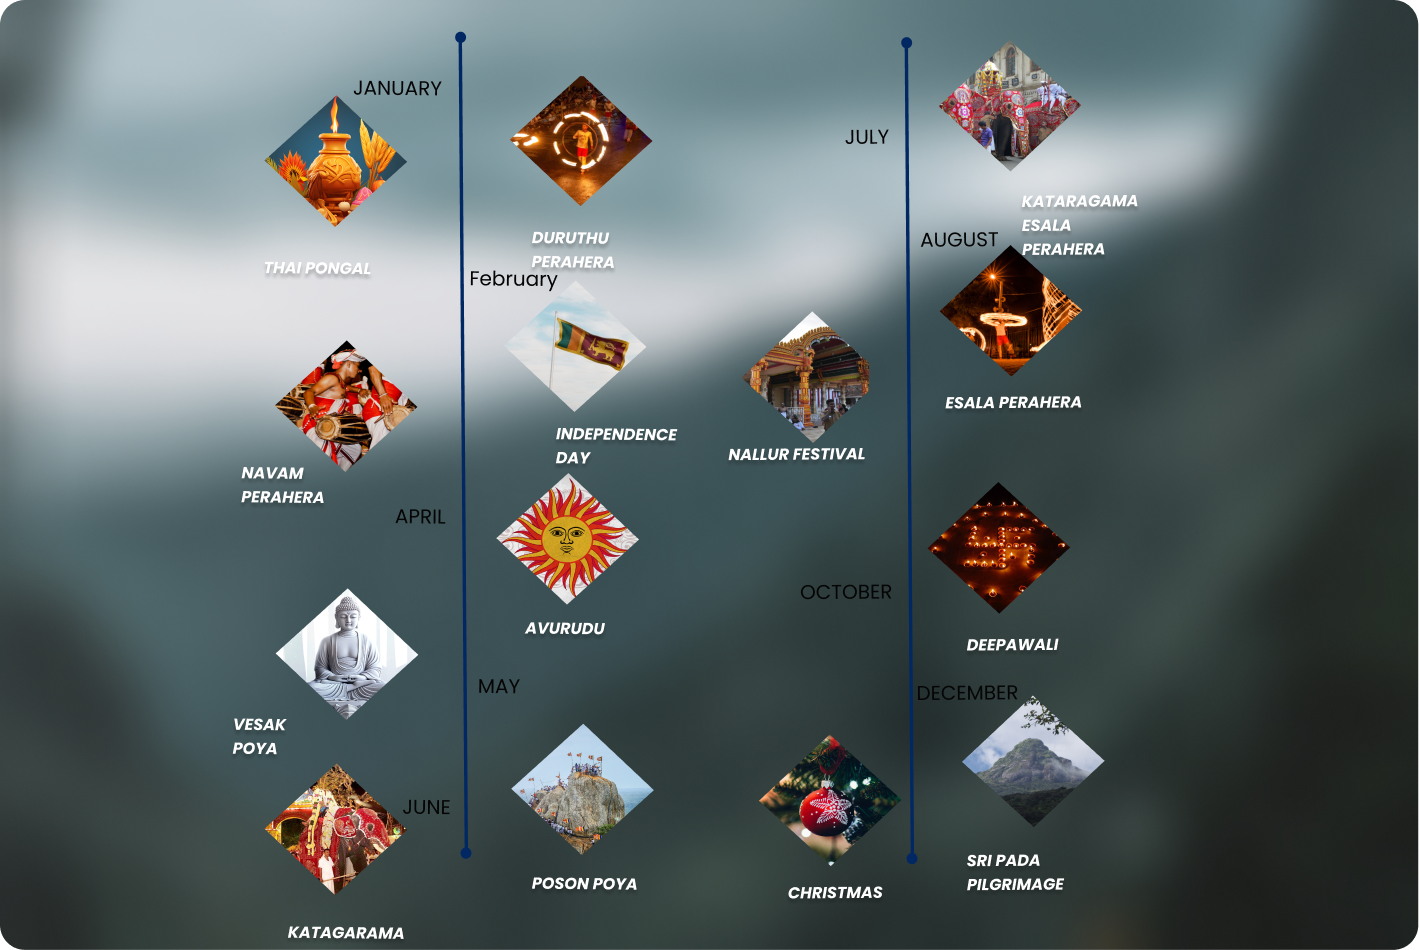 JANUARY
THAI PONGAL
DURUTHU
PERAHERA
February
INDEPENDENCE
DAY
NAVAM
PERAHERA
APRIL
AVURUDU
MAY
VESAK
POYA
JUNE
POSON POYA
KATAGARAMA
JULY
KATARAGAMA
ESALA
PERAHERA
AUGUST
ESALA PERAHERA
NALLUR FESTIVAL
OCTOBER
DEEPAWALI
DECEMBER
SRI PADA
PILGRIMAGE
CHRISTMAS